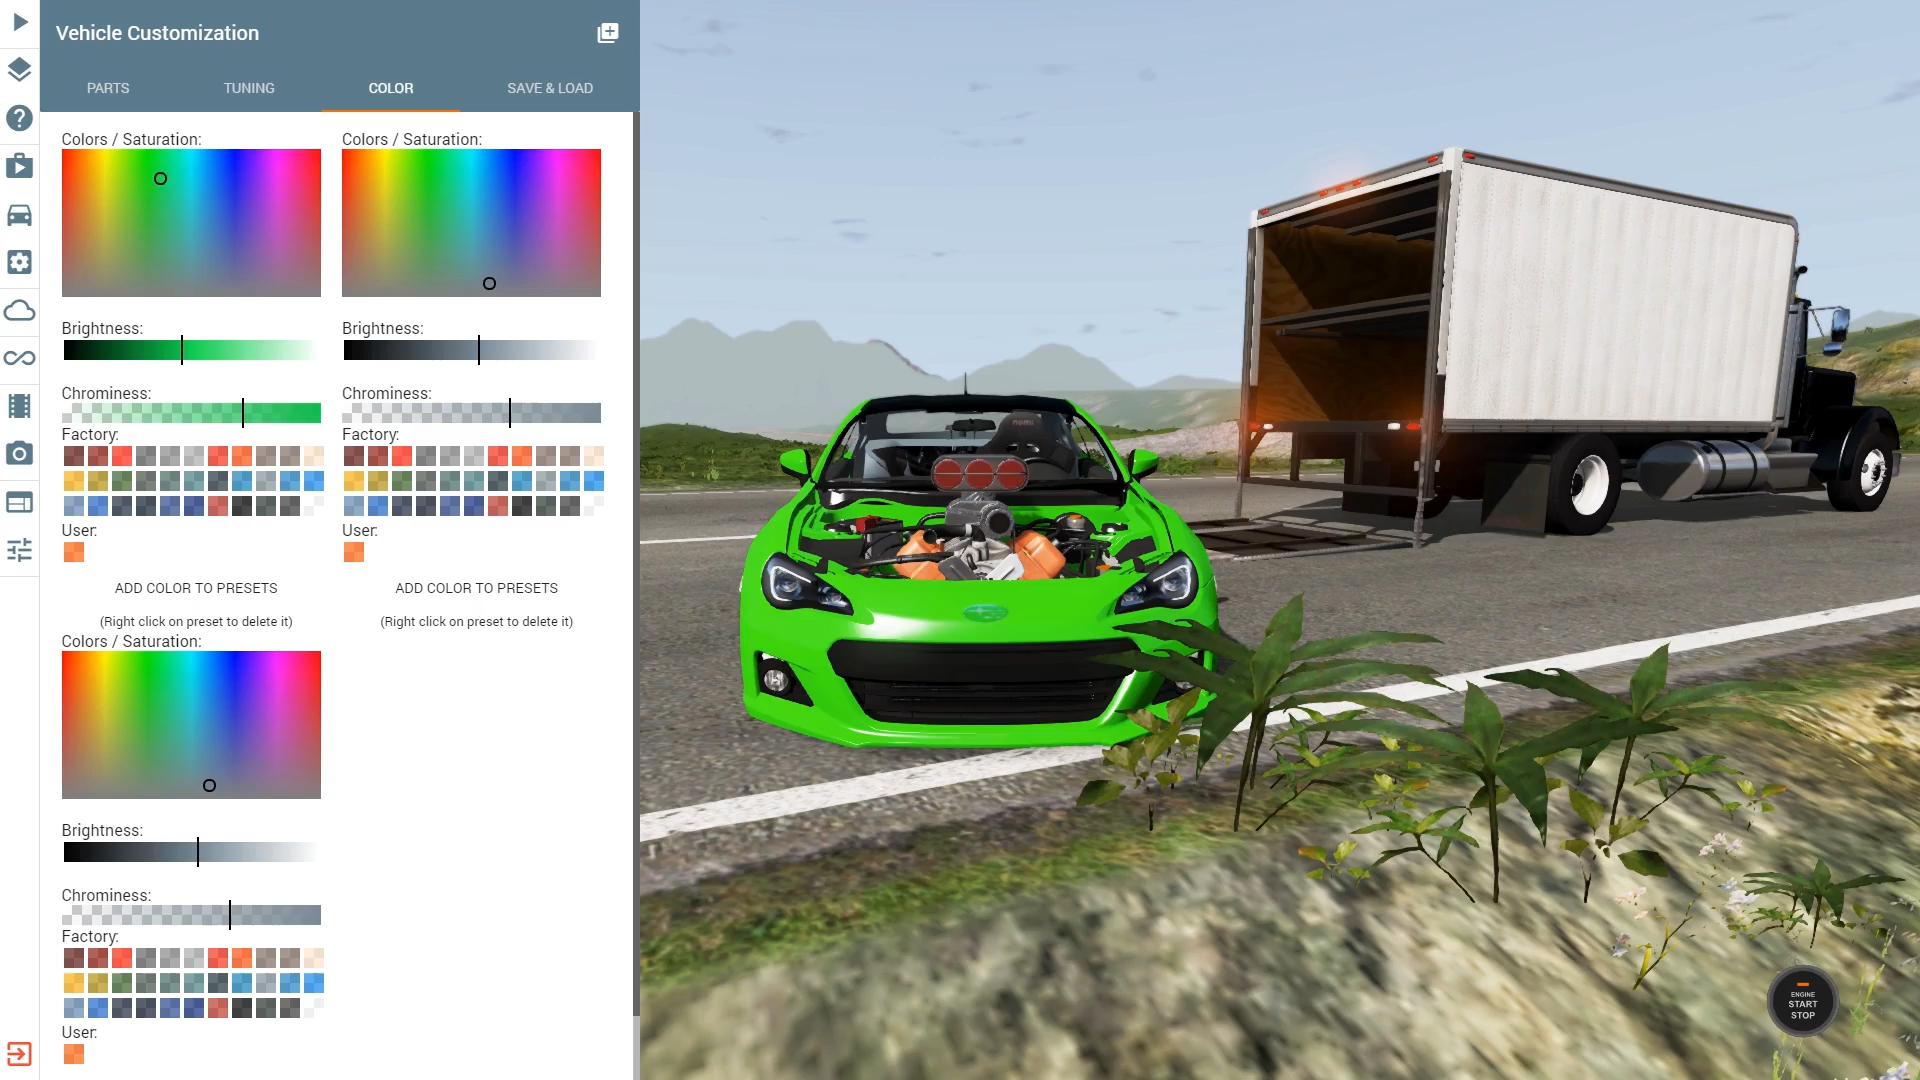 Vehicle Customization
PARTS
TUNING
COLOR
SAVE & LOAD
Colors / Saturation:
Brightness:
Chrominess:
Factory:
User:
ADD COLOR TO PRESETS
(Right click on preset to delete it)
Colors / Saturation:
Brightness:
Chrominess:
Factory:
User:
ADD COLOR TO PRESETS
(Right click on preset to delete it)
Colors / Saturation:
Brightness:
Chrominess:
Factory:
User:
ENGINE
START
STOP